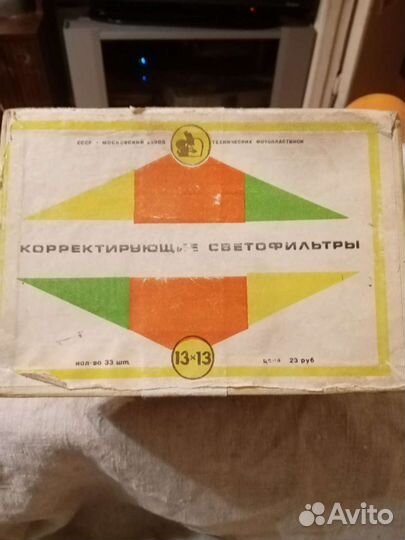 СССР · МОСКОВСКИЙ ЗАВОД ТЕХНИЧЕСКИХ ФОТОПЛАСТИНОК
КОРРЕКТИРУЮЩИЕ СВЕТОФИЛЬТРЫ
кол-во 33 шт.
13×13
цена 23 руб
Avito